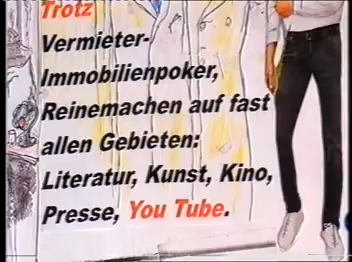 Trotz
Vermieter-
Immobilienpoker,
Reinemachen auf fast
allen Gebieten:
Literatur, Kunst, Kino,
Presse, You Tube.